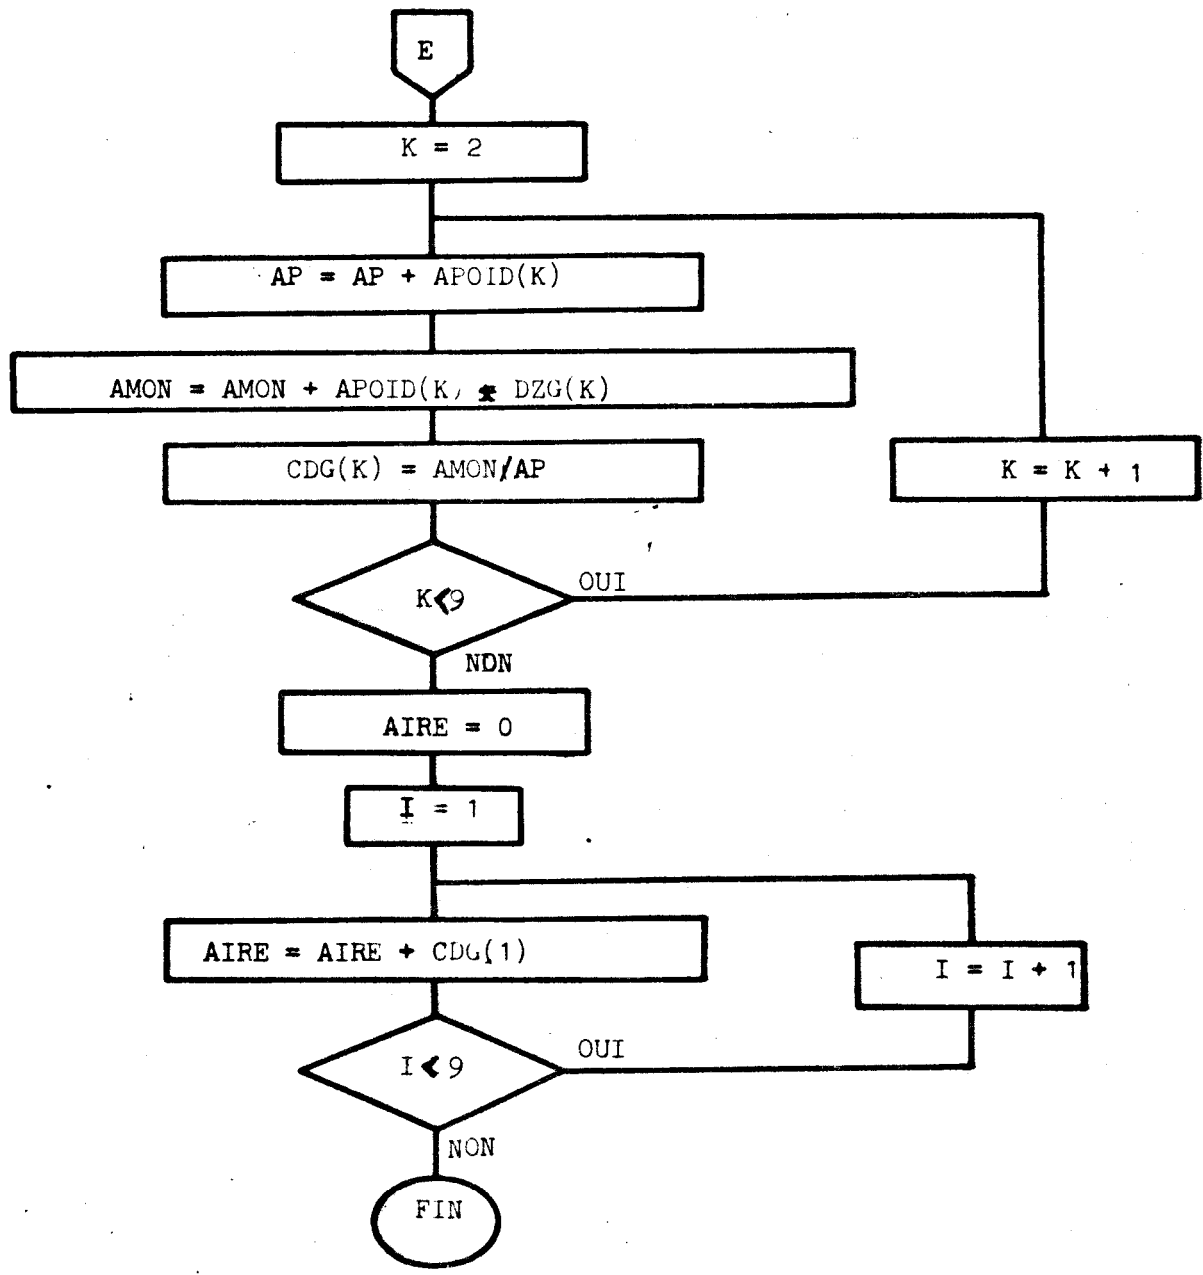 E
K = 2
AP = AP + APOID(K)
AMON = AMON + APOID(K) * DZG(K)
CDG(K) = AMON/AP
K = K + 1
K<9
OUI
NON
AIRE = 0
I = 1
AIRE = AIRE + CDG(1)
I = I + 1
I<9
OUI
NON
FIN